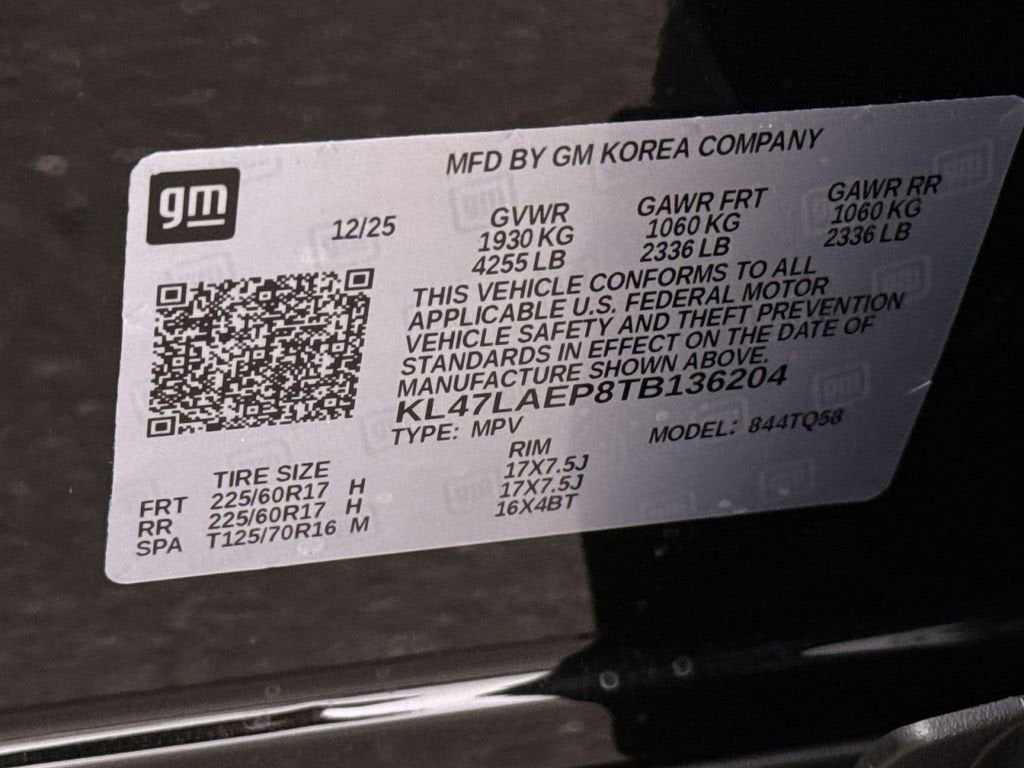 MFD BY GM KOREA COMPANY
gm
12/25
GVWR GAWR FRT GAWR RR
1930 KG 1060 KG 1060 KG
4255 LB 2336 LB 2336 LB
THIS VEHICLE CONFORMS TO ALL
APPLICABLE U.S. FEDERAL MOTOR
VEHICLE SAFETY AND THEFT PREVENTION
STANDARDS IN EFFECT ON THE DATE OF
MANUFACTURE SHOWN ABOVE.
KL47LAEP8TB136204
TYPE: MPV MODEL: 844TQ58
TIRE SIZE RIM
FRT 225/60R17 H 17X7.5J
RR 225/60R17 H 17X7.5J
SPA T125/70R16 M 16X4BT